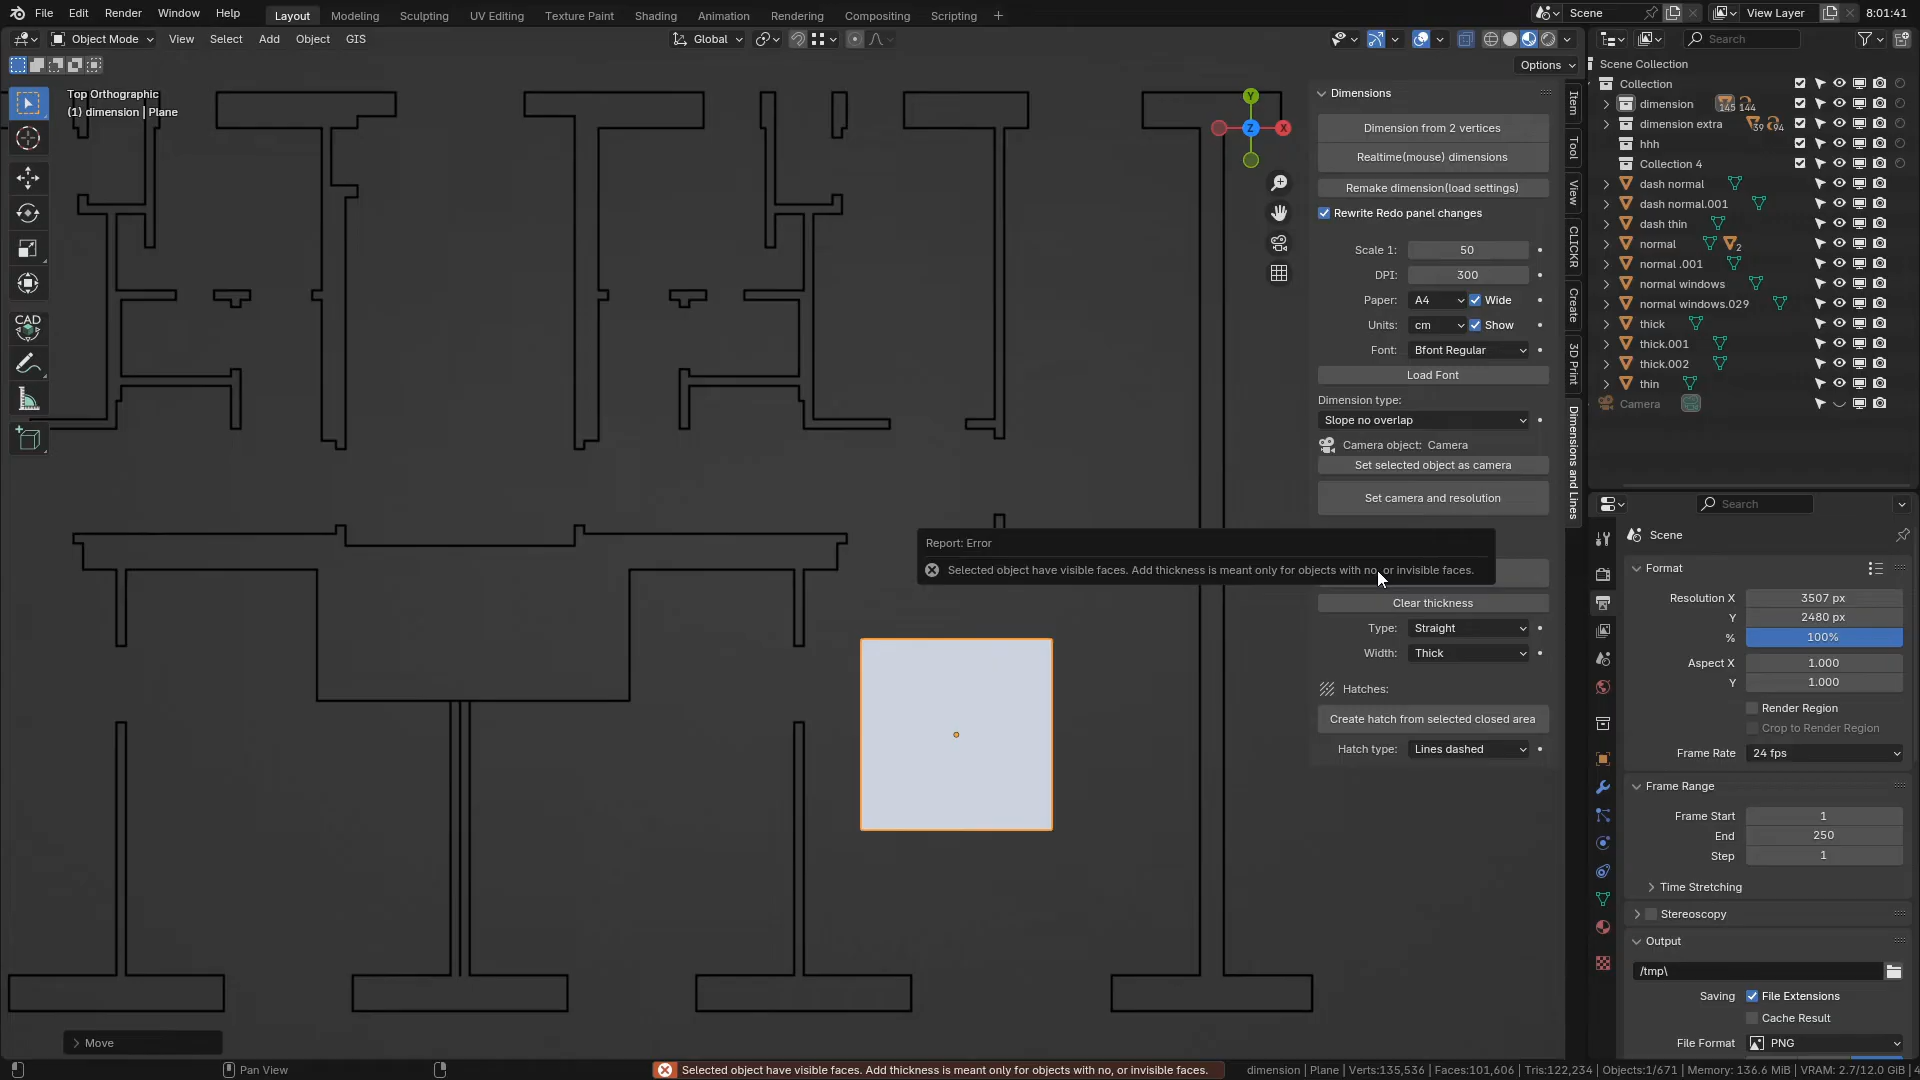 File Edit Render Window Help Layout Modeling Sculpting UV Editing Texture Paint Shading Animation Rendering Compositing Scripting + Scene View Layer 8:01:41
Object Mode View Select Add Object GIS Global Search
Options
Top Orthographic
(1) dimension | Plane
Y
Z
X
CAD
Dimensions
Dimension from 2 vertices
Realtime(mouse) dimensions
Remake dimension(load settings)
Rewrite Redo panel changes
Scale 1: 50
DPI: 300
Paper: A4 Wide
Units: cm Show
Font: Bfont Regular
Load Font
Dimension type:
Slope no overlap
Camera object: Camera
Set selected object as camera
Set camera and resolution
Report: Error
Selected object have visible faces. Add thickness is meant only for objects with no, or invisible faces.
Clear thickness
Type: Straight
Width: Thick
Hatches:
Create hatch from selected closed area
Hatch type: Lines dashed
Item
Tool
View
CLICKR
Create
3D Print
Dimensions and Lines
Scene Collection
Collection
dimension 145 144
dimension extra 39 94
hhh
Collection 4
dash normal
dash normal.001
dash thin
normal 2
normal .001
normal windows
normal windows.029
thick
thick.001
thick.002
thin
Camera
Search
Scene
Format
Resolution X 3507 px
Y 2480 px
% 100%
Aspect X 1.000
Y 1.000
Render Region
Crop to Render Region
Frame Rate 24 fps
Frame Range
Frame Start 1
End 250
Step 1
Time Stretching
Stereoscopy
Output
/tmp\
Saving File Extensions
Cache Result
File Format PNG
Move
Pan View
Selected object have visible faces. Add thickness is meant only for objects with no, or invisible faces.
dimension | Plane | Verts:135,536 | Faces:101,606 | Tris:122,234 | Objects:1/671 | Memory: 136.6 MiB | VRAM: 2.7/12.0 GiB |